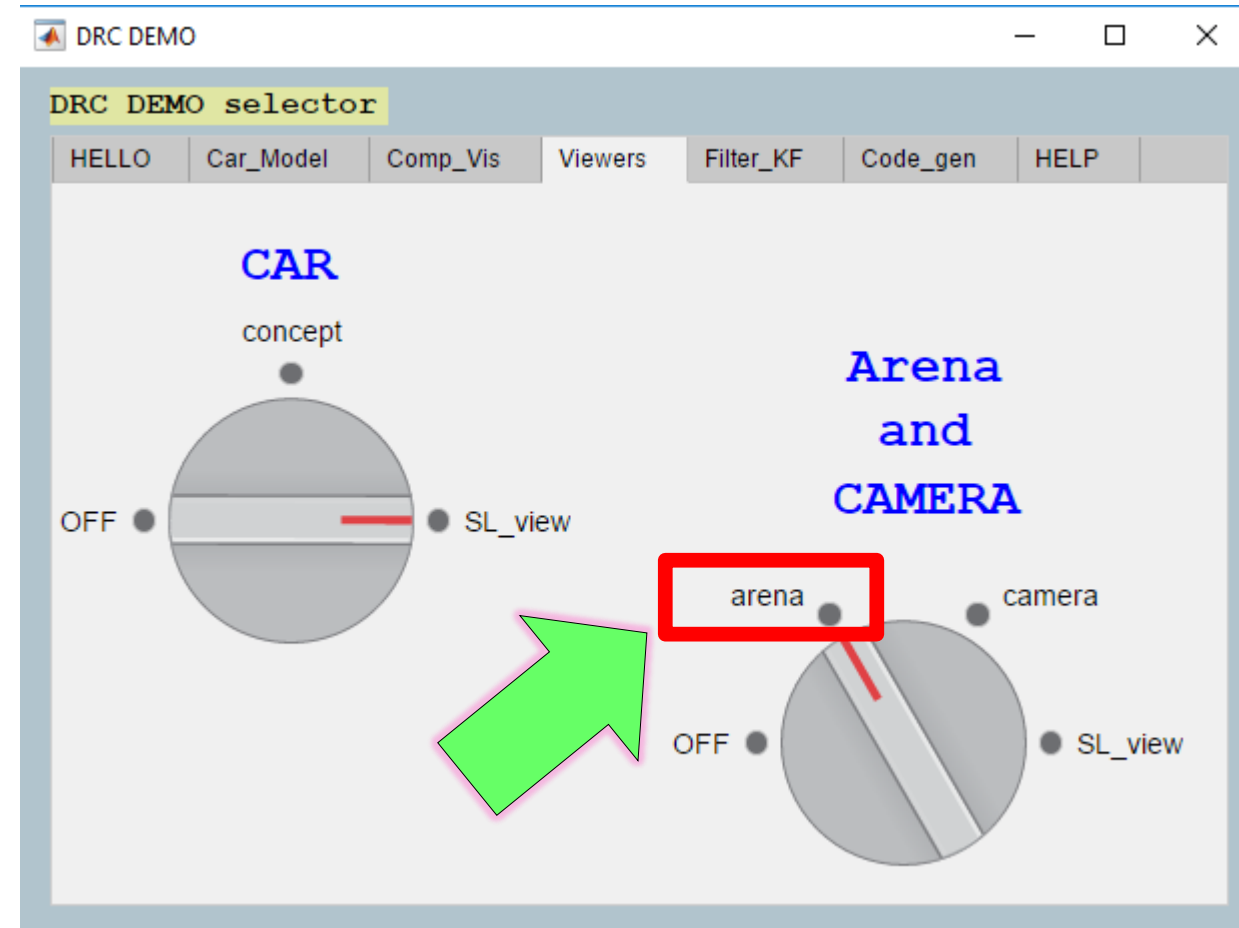 DRC DEMO
DRC DEMO selector
HELLO Car_Model Comp_Vis Viewers Filter_KF Code_gen HELP
CAR
concept
OFF SL_view
Arena
and
CAMERA
arena camera
OFF SL_view